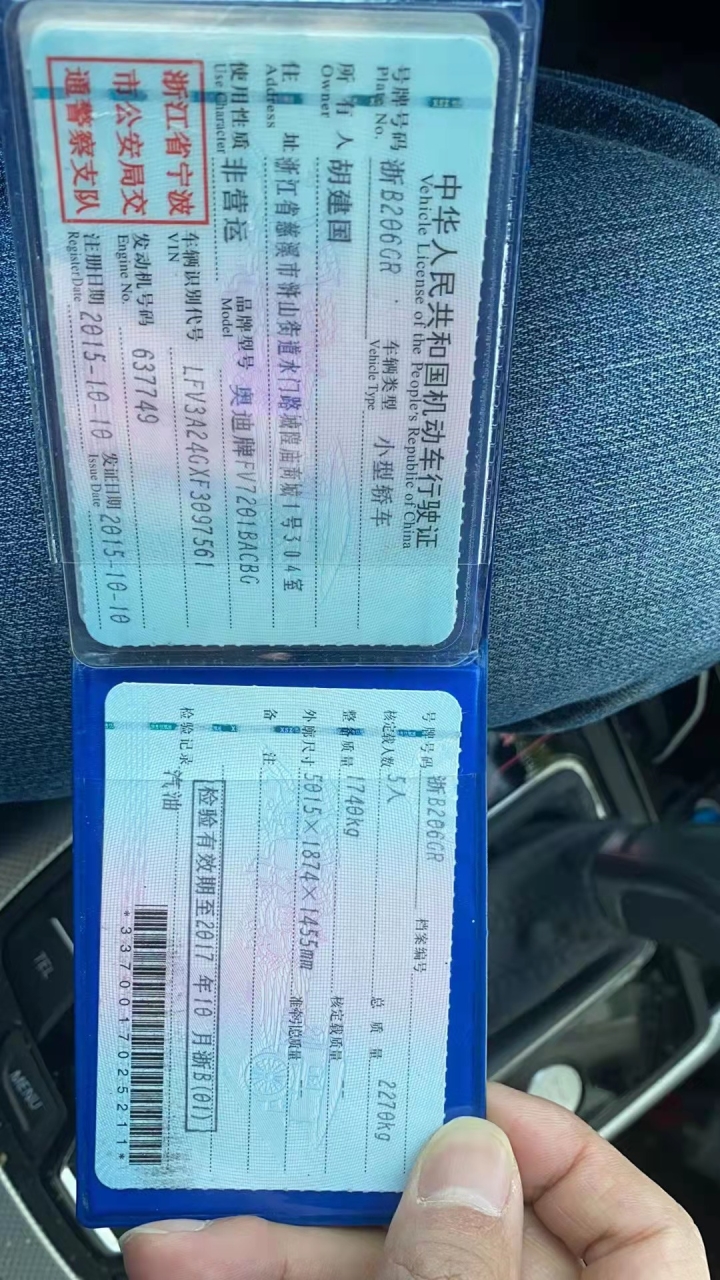 中华人民共和国机动车行驶证
Vehicle License of the People's Republic of China
号牌号码 浙B206GR 车辆类型 小型轿车
Plate No. Vehicle Type
所有人 胡建国
Owner
住址 浙江省慈溪市浒山街道水门路城隍庙商城1号304室
Address
使用性质 非营运 品牌型号 奥迪牌FV7201BACBG
Use Character Model
浙江省宁波
市公安局交
通警察支队
车辆识别代号 LFV3A24GXF3097561
VIN
发动机号码 637749
Engine No.
注册日期 2015-10-10 发证日期 2015-10-10
Register Date Issue Date
号牌号码 浙B206GR 档案编号
核定载人数 5人 总质量 2270kg
整备质量 1740kg 核定载质量 --
外廓尺寸 5015×1874×1455mm 准牵引总质量 --
备注
检验有效期至2017年10月浙B(01)
检验记录 汽油
*3370017025211*
TEL
MENU